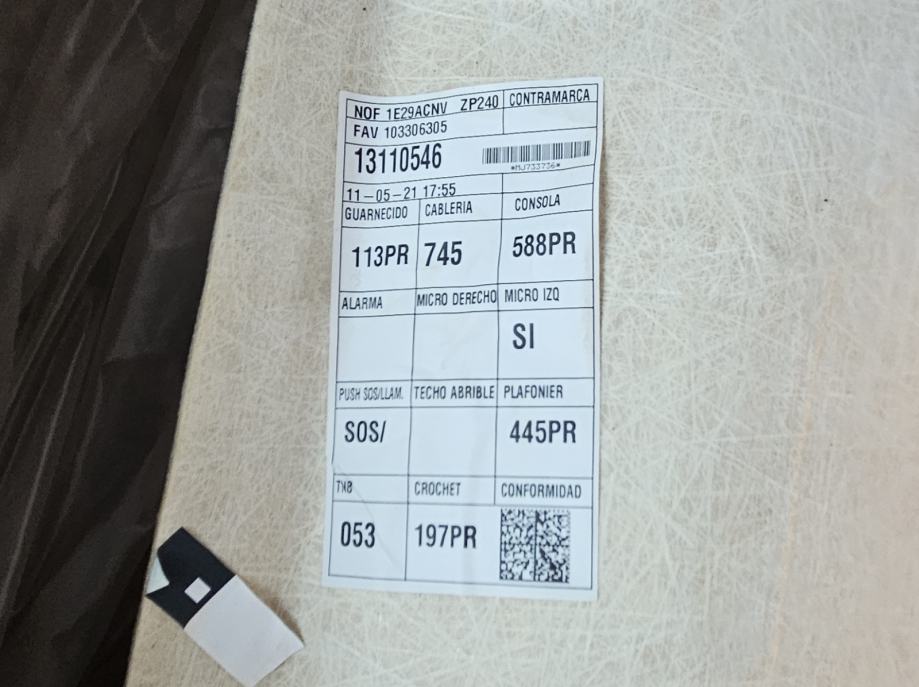 NOF 1E29ACNV ZP240 CONTRAMARCA
FAV 103306305
13110546
*MJ733736*
11-05-21 17:55
GUARNECIDO CABLERIA CONSOLA
113PR 745 588PR
ALARMA MICRO DERECHO MICRO IZQ
SI
PUSH SOS/LLAM. TECHO ABRIBLE PLAFONIER
SOS/ 445PR
CROCHET CONFORMIDAD
053 197PR